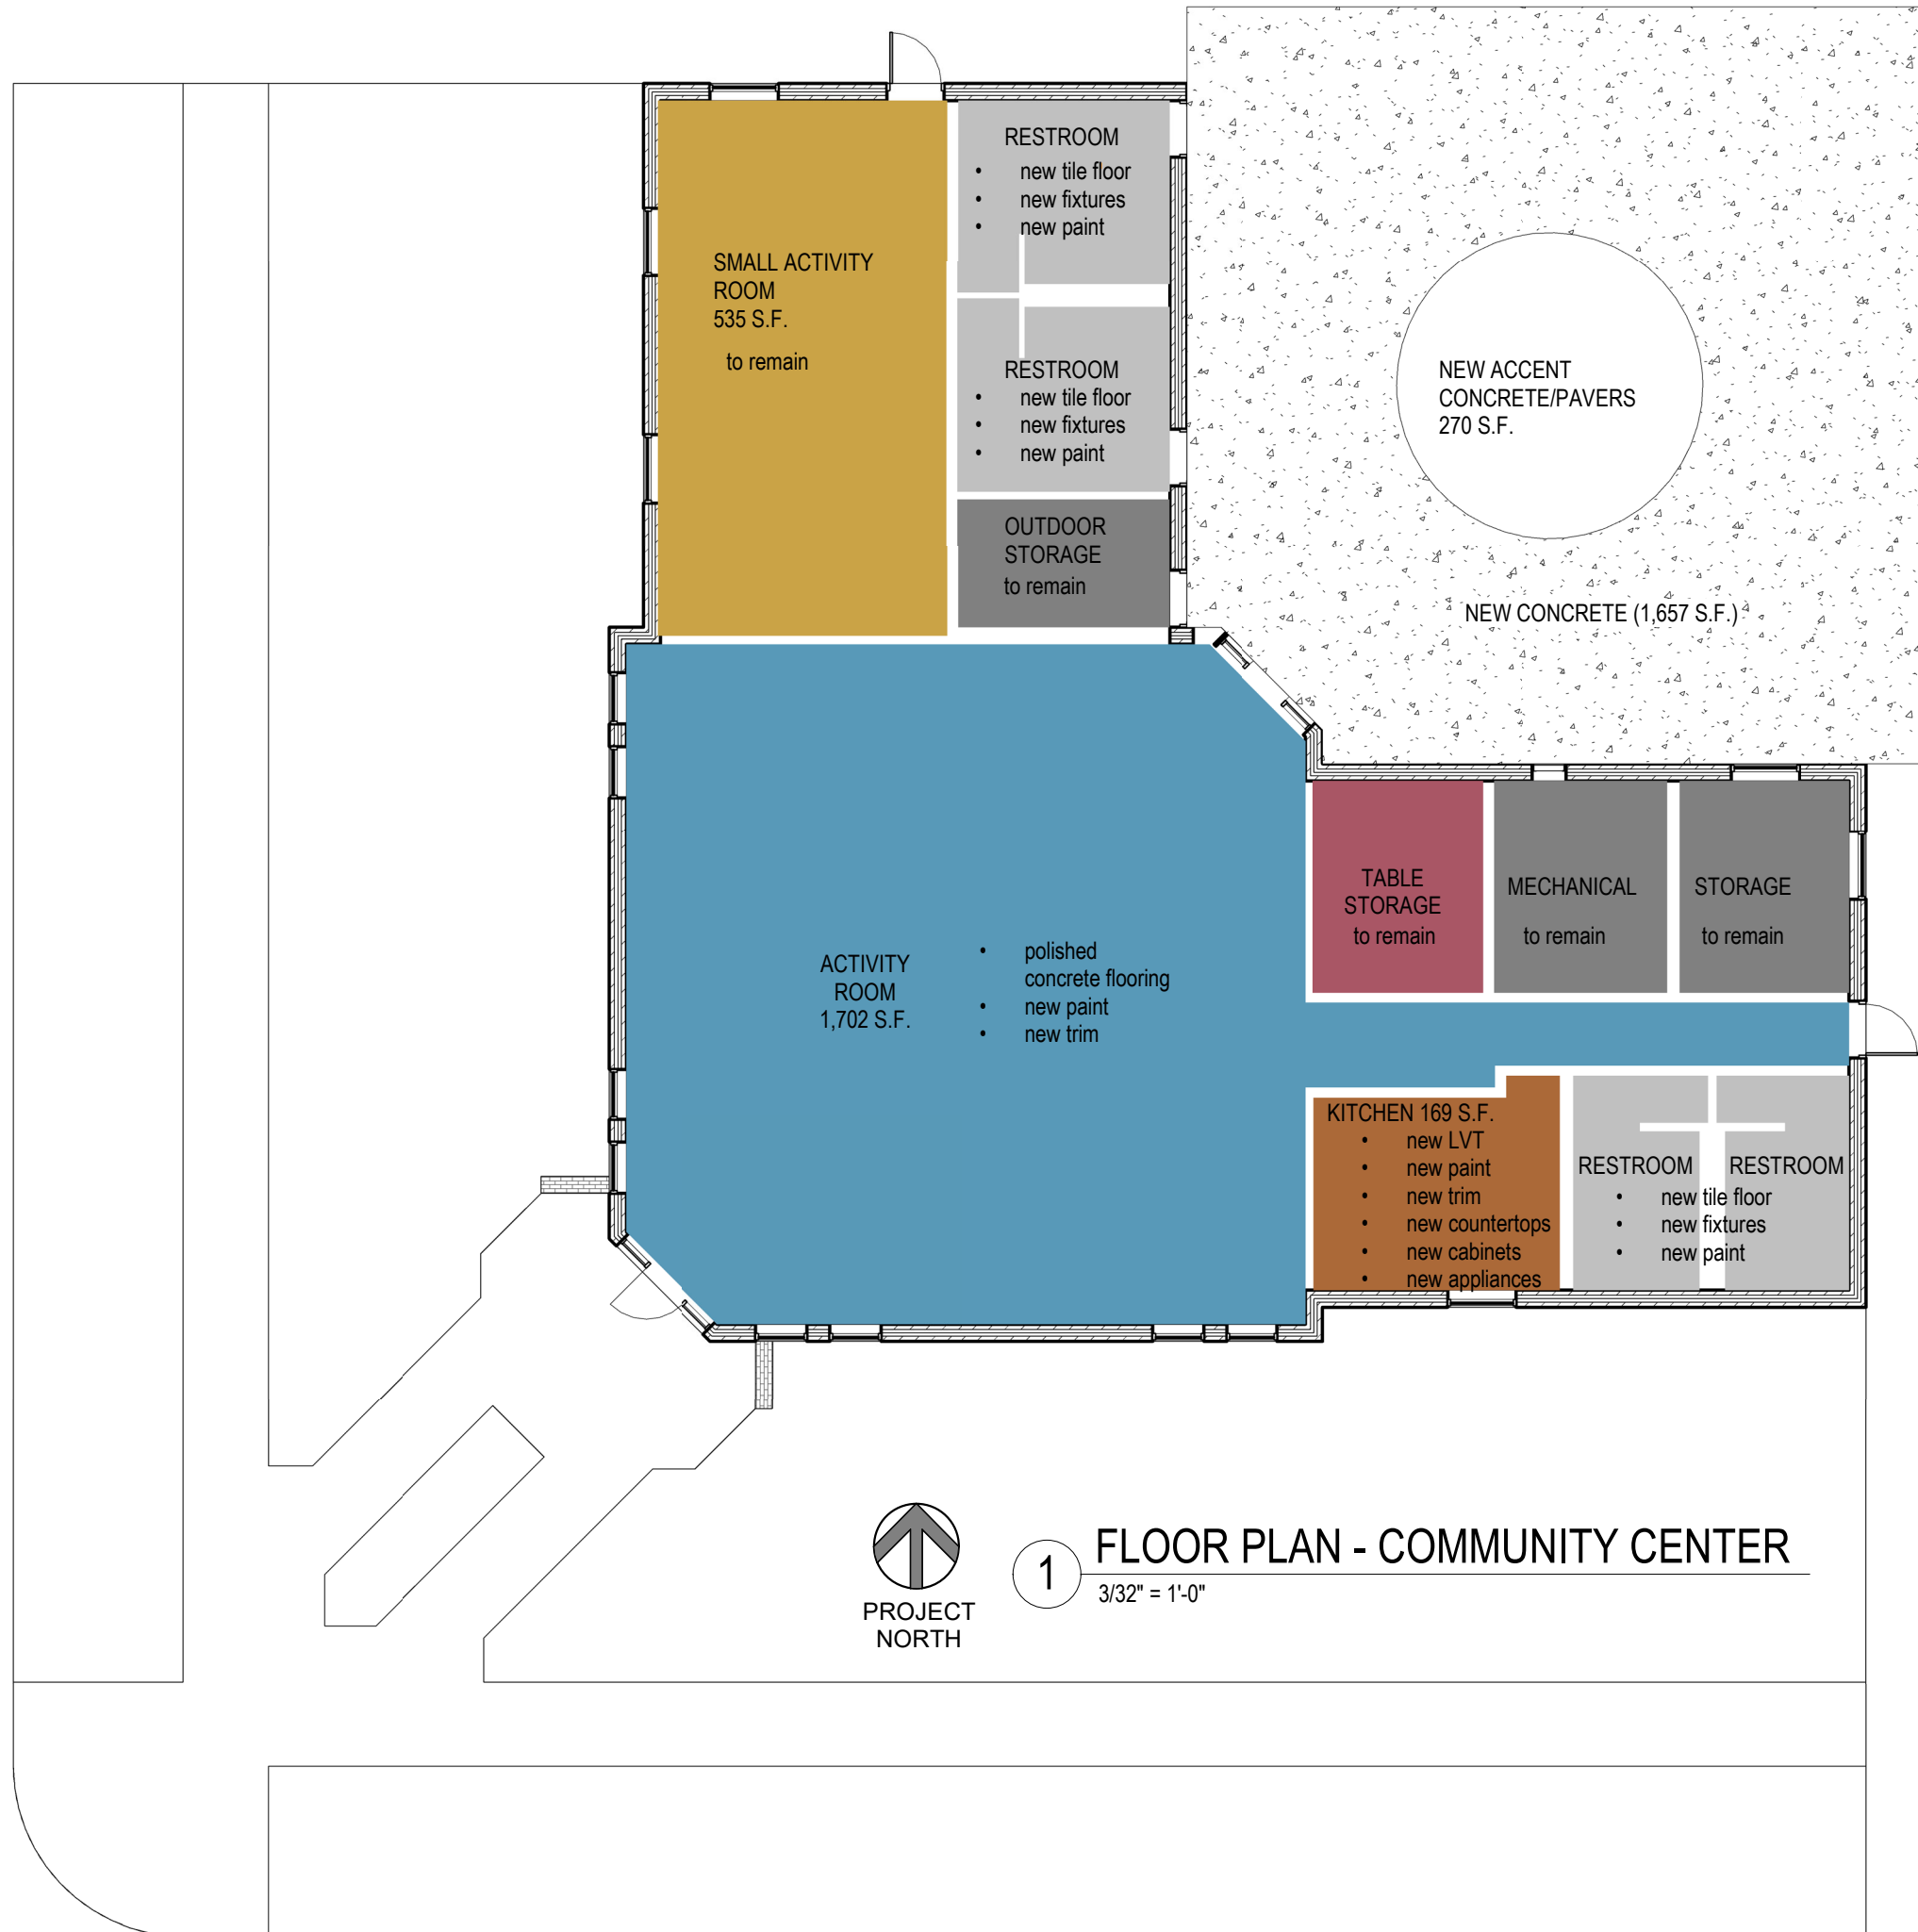 RESTROOM
• new tile floor
• new fixtures
• new paint
SMALL ACTIVITY
ROOM
535 S.F.
to remain
RESTROOM
• new tile floor
• new fixtures
• new paint
NEW ACCENT
CONCRETE/PAVERS
270 S.F.
OUTDOOR
STORAGE
to remain
NEW CONCRETE (1,657 S.F.)
TABLE
STORAGE
to remain
MECHANICAL
to remain
STORAGE
to remain
ACTIVITY
ROOM
1,702 S.F.
• polished
concrete flooring
• new paint
• new trim
KITCHEN 169 S.F.
• new LVT
• new paint
• new trim
• new countertops
• new cabinets
• new appliances
RESTROOM
RESTROOM
• new tile floor
• new fixtures
• new paint
PROJECT
NORTH
1
FLOOR PLAN - COMMUNITY CENTER
3/32" = 1'-0"